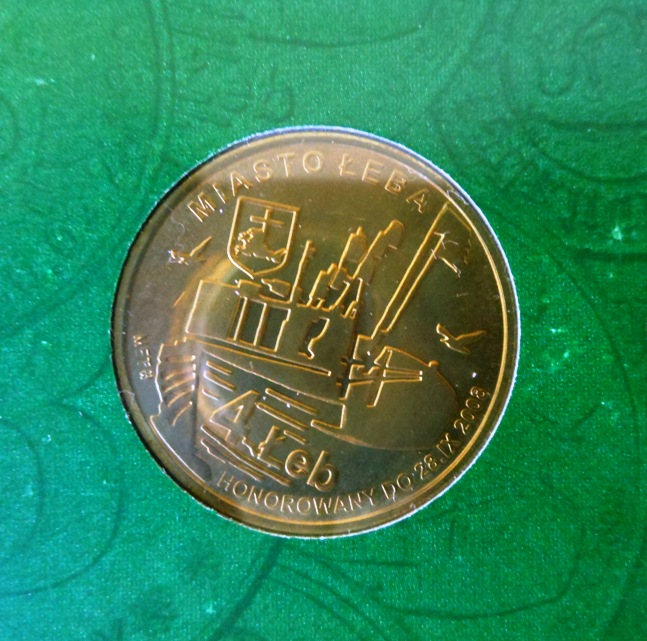 MIASTO ŁEBA
4 Łeb
HONOROWANY DO 28.IX 2008